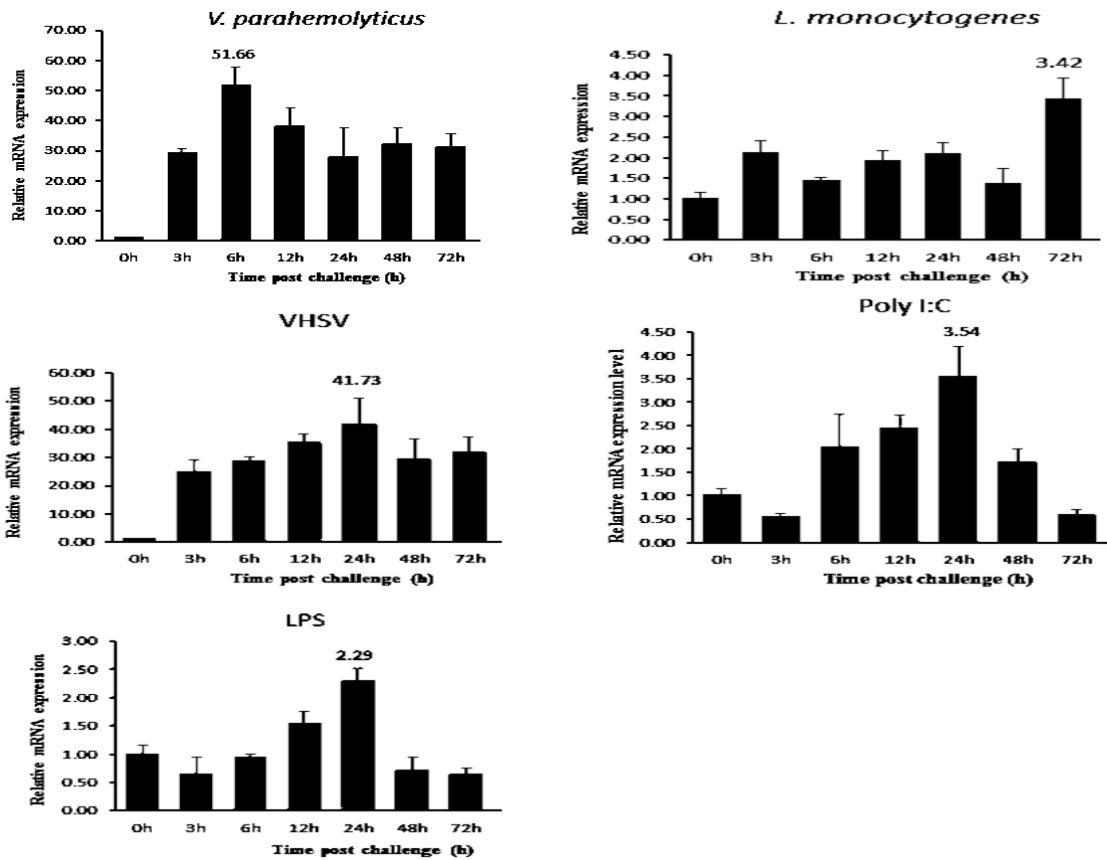 V. parahemolyticus
70.00
60.00
50.00
40.00
30.00
20.00
10.00
0.00
Relative mRNA expression
51.66
0h 3h 6h 12h 24h 48h 72h
Time post challenge (h)
L. monocytogenes
4.50
4.00
3.50
3.00
2.50
2.00
1.50
1.00
0.50
0.00
Relative mRNA expression
3.42
0h 3h 6h 12h 24h 48h 72h
Time post challenge (h)
VHSV
60.00
50.00
40.00
30.00
20.00
10.00
0.00
Relative mRNA expression
41.73
0h 3h 6h 12h 24h 48h 72h
Time post challenge (h)
Poly I:C
4.50
4.00
3.50
3.00
2.50
2.00
1.50
1.00
0.50
0.00
Relative mRNA expression level
3.54
0h 3h 6h 12h 24h 48h 72h
Time post challenge (h)
LPS
3.00
2.50
2.00
1.50
1.00
0.50
0.00
Relative mRNA expression
2.29
0h 3h 6h 12h 24h 48h 72h
Time post challenge (h)